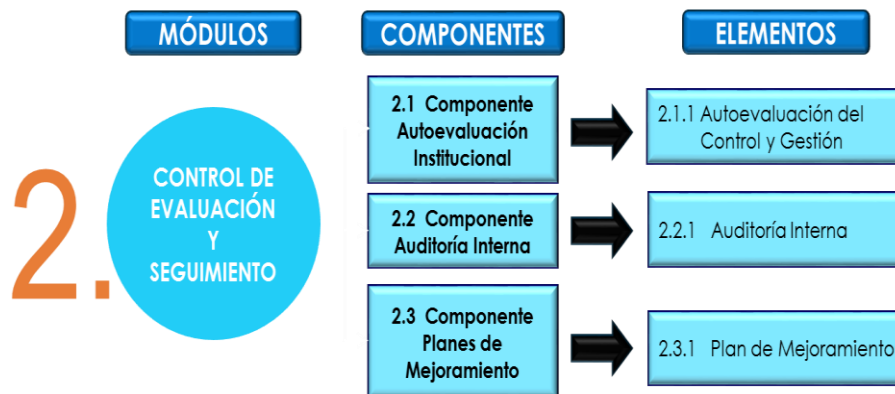 MÓDULOS
COMPONENTES
ELEMENTOS
2.
CONTROL DE
EVALUACIÓN
Y
SEGUIMIENTO
2.1 Componente
Autoevaluación
Institucional
2.1.1 Autoevaluación del
Control y Gestión
2.2 Componente
Auditoría Interna
2.2.1 Auditoría Interna
2.3 Componente
Planes de
Mejoramiento
2.3.1 Plan de Mejoramiento